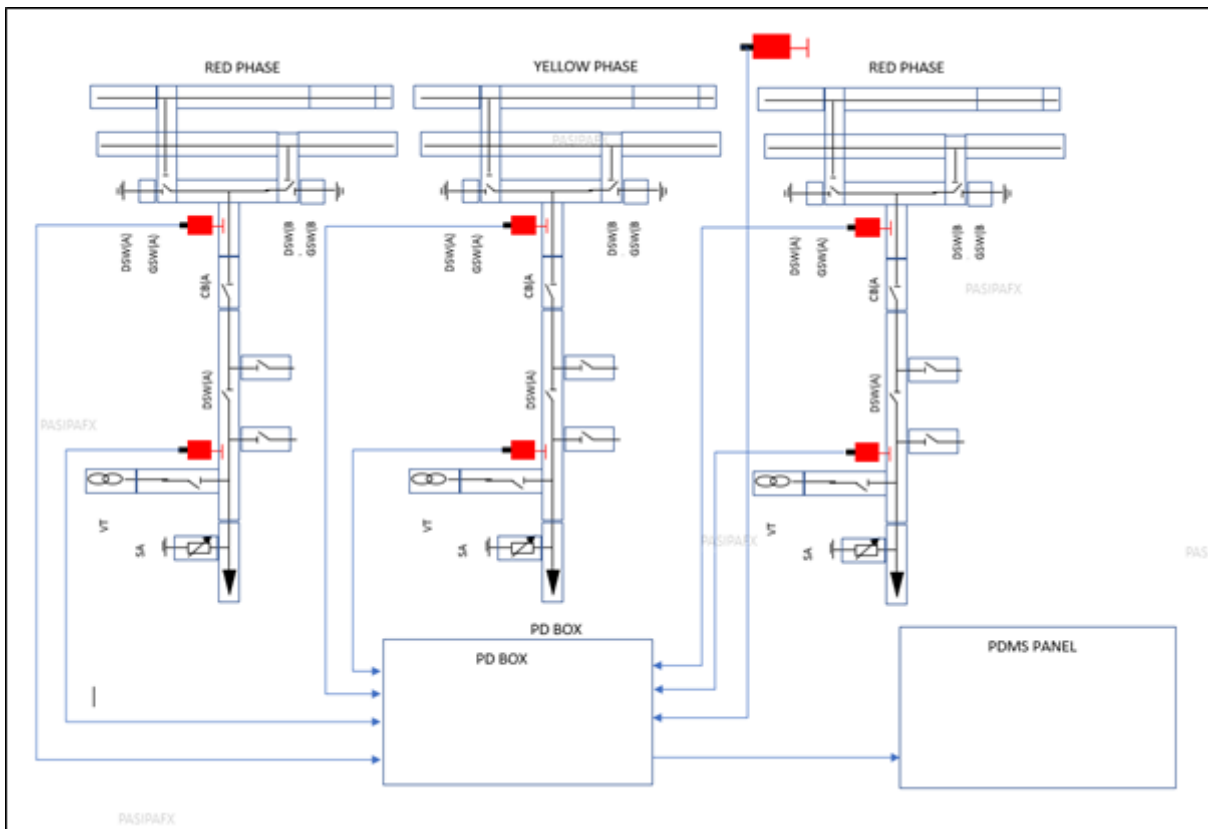 RED PHASE
YELLOW PHASE
RED PHASE
PASIPAFX
DSW(A)
GSW(A)
DSW(B
GSW(B
DSW(A)
GSW(A)
DSW(B
GSW(B
DSW(A)
GSW(A)
DSW(B
GSW(B
CB(A
CB(A
CB(A
PASIPAFX
DSW(A)
DSW(A)
DSW(A)
PASIPAFX
VT
SA
VT
SA
VT
SA
PASIPAFX
PAS
PD BOX
PD BOX
PDMS PANEL
PASIPAFX